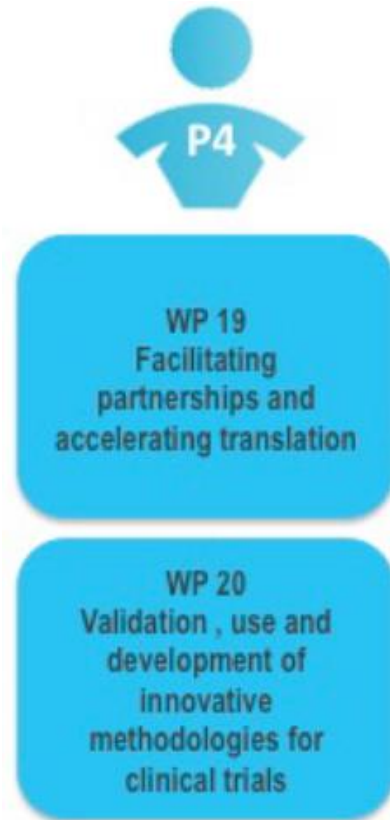 P4
WP 19
Facilitating
partnerships and
accelerating translation
WP 20
Validation , use and
development of
innovative
methodologies for
clinical trials